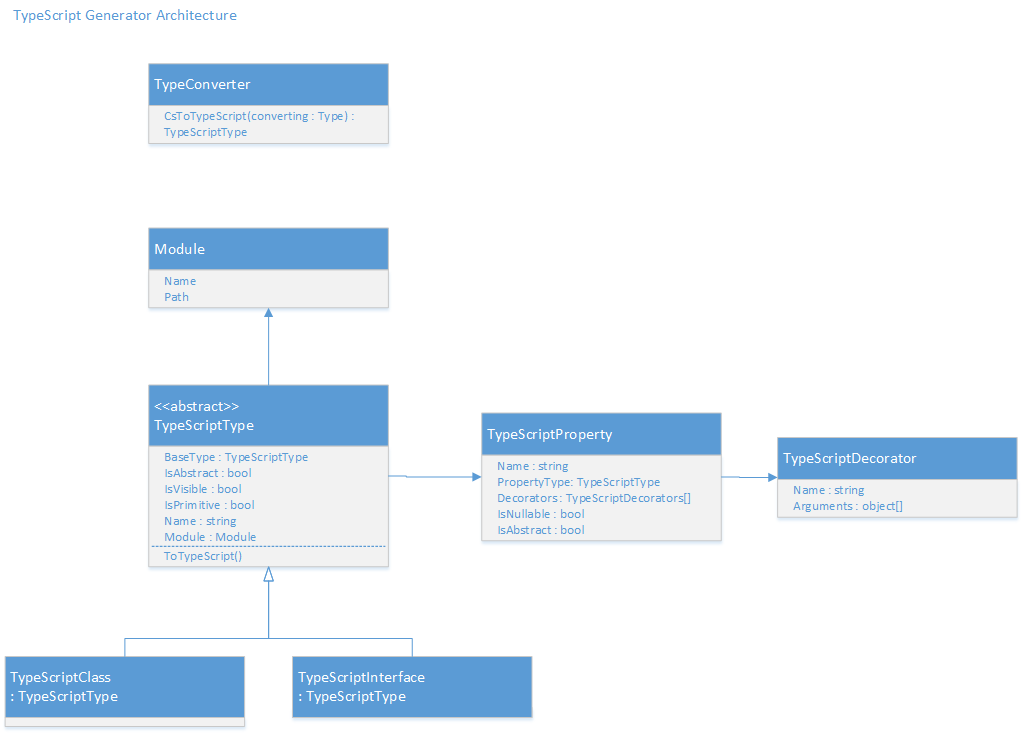 TypeScript Generator Architecture
TypeConverter
CsToTypeScript(converting : Type) :
TypeScriptType
Module
Name
Path
<<abstract>>
TypeScriptType
BaseType : TypeScriptType
IsAbstract : bool
IsVisible : bool
IsPrimitive : bool
Name : string
Module : Module
ToTypeScript()
TypeScriptProperty
Name : string
PropertyType: TypeScriptType
Decorators : TypeScriptDecorators[]
IsNullable : bool
IsAbstract : bool
TypeScriptDecorator
Name : string
Arguments : object[]
TypeScriptClass
: TypeScriptType
TypeScriptInterface
: TypeScriptType